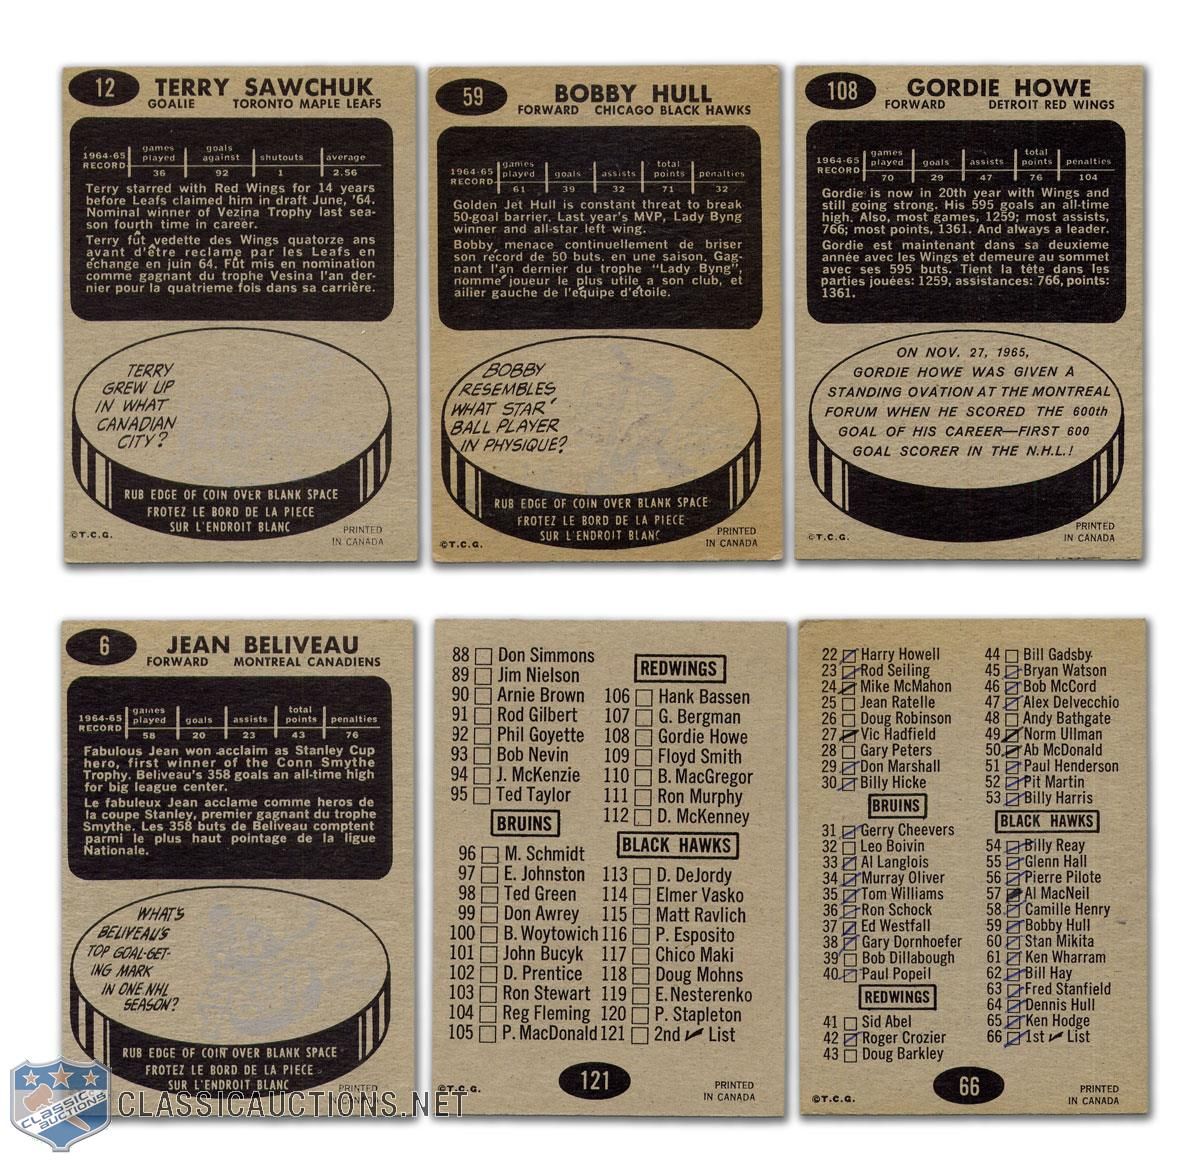 12 TERRY SAWCHUK
GOALIE TORONTO MAPLE LEAFS
1964-65 RECORD
games played goals against shutouts average
36 92 1 2.56
Terry starred with Red Wings for 14 years
before Leafs claimed him in draft June, '64.
Nominal winner of Vezina Trophy last sea-
son fourth time in career.
Terry fût vedette des Wings quatorze ans
avant d'être reclame par les Leafs en
échange en juin 64. Fût mis en nomination
commet gagnant du trophe Vesina l'an der-
nier pour la quatrieme fois dans sa carrière.
TERRY
GREW UP
IN WHAT
CANADIAN
CITY?
RUB EDGE OF COIN OVER BLANK SPACE
FROTEZ LE BORD DE LA PIECE
SUR L'ENDROIT BLANC
©T.C.G.
PRINTED
IN CANADA
59 BOBBY HULL
FORWARD CHICAGO BLACK HAWKS
1964-65 RECORD
games played goals assists total points penalties
61 39 32 71 32
Golden Jet Hull is constant threat to break
50-goal barrier. Last year's MVP, Lady Byng
winner and all-star left wing.
Bobby menace continuellement de briser
son record de 50 buts. en une saison, Gag-
nant l'an dernier du trophe "Lady Byng",
nomme joueur le plus utile a son club, et
ailier gauche de l'equipe d'étoile.
BOBBY
RESEMBLES
WHAT STAR
BALL PLAYER
IN PHYSIQUE?
RUB EDGE OF COIN OVER BLANK SPACE
FROTEZ LE BORD DE LA PIECE
SUR L'ENDROIT BLANC
©T.C.G.
PRINTED
IN CANADA
108 GORDIE HOWE
FORWARD DETROIT RED WINGS
1964-65 RECORD
games played goals assists total points penalties
70 29 47 76 104
Gordie is now in 20th year with Wings and
still going strong. His 595 goals an all-time
high. Also, most games, 1259; most assists,
766; most points, 1361. And always a leader.
Gordie est maintenant dans sa deuxieme
année avec les Wings et demeure au sommet
avec ses 595 buts. Tient la tête dans les
parties jouées: 1259, assistances: 766, points:
1361.
ON NOV. 27, 1965,
GORDIE HOWE WAS GIVEN A
STANDING OVATION AT THE MONTREAL
FORUM WHEN HE SCORED THE 600th
GOAL OF HIS CAREER—FIRST 600
GOAL SCORER IN THE N.H.L.!
©T.C.G.
PRINTED
IN CANADA
6 JEAN BELIVEAU
FORWARD MONTREAL CANADIENS
1964-65 RECORD
games played goals assists total points penalties
58 20 23 43 76
Fabulous Jean won acclaim as Stanley Cup
hero, first winner of the Conn Smythe
Trophy. Beliveau's 358 goals an all-time high
for big league center.
Le fabuleux Jean acclame comme heros de
la coupe Stanley, premier gagnant du trophe
Smythe. Les 358 buts de Beliveau comptent
parmi le plus haut pointage de la ligue
Nationale.
WHAT'S
BELIVEAU'S
TOP GOAL-GET-
ING MARK
IN ONE NHL
SEASON?
RUB EDGE OF COIN OVER BLANK SPACE
FROTEZ LE BORD DE LA PIECE
SUR L'ENDROIT BLANC
PRINTED
IN CANADA
88 Don Simmons
89 Jim Nielson
90 Arnie Brown
91 Rod Gilbert
92 Phil Goyette
93 Bob Nevin
94 J. McKenzie
95 Ted Taylor
BRUINS
96 M. Schmidt
97 E. Johnston
98 Ted Green
99 Don Awrey
100 B. Woytowich
101 John Bucyk
102 D. Prentice
103 Ron Stewart
104 Reg Fleming
105 P. MacDonald
REDWINGS
106 Hank Bassen
107 G. Bergman
108 Gordie Howe
109 Floyd Smith
110 B. MacGregor
111 Ron Murphy
112 D. McKenney
BLACK HAWKS
113 D. DeJordy
114 Elmer Vasko
115 Matt Ravlich
116 P. Esposito
117 Chico Maki
118 Doug Mohns
119 E. Nesterenko
120 P. Stapleton
121 2nd List
©T.C.G.
121
PRINTED
IN CANADA
22 Harry Howell
23 Rod Seiling
24 Mike McMahon
25 Jean Ratelle
26 Doug Robinson
27 Vic Hadfield
28 Gary Peters
29 Don Marshall
30 Billy Hicke
BRUINS
31 Gerry Cheevers
32 Leo Boivin
33 Al Langlois
34 Murray Oliver
35 Tom Williams
36 Ron Schock
37 Ed Westfall
38 Gary Dornhoefer
39 Bob Dillabough
40 Paul Popeil
REDWINGS
41 Sid Abel
42 Roger Crozier
43 Doug Barkley
44 Bill Gadsby
45 Bryan Watson
46 Bob McCord
47 Alex Delvecchio
48 Andy Bathgate
49 Norm Ullman
50 Ab McDonald
51 Paul Henderson
52 Pit Martin
53 Billy Harris
BLACK HAWKS
54 Billy Reay
55 Glenn Hall
56 Pierre Pilote
57 Al MacNeil
58 Camille Henry
59 Bobby Hull
60 Stan Mikita
61 Ken Wharram
62 Bill Hay
63 Fred Stanfield
64 Dennis Hull
65 Ken Hodge
66 1st List
©T.C.G.
66
PRINTED
IN CANADA
CLASSIC AUCTIONS
CLASSICAUCTIONS.NET